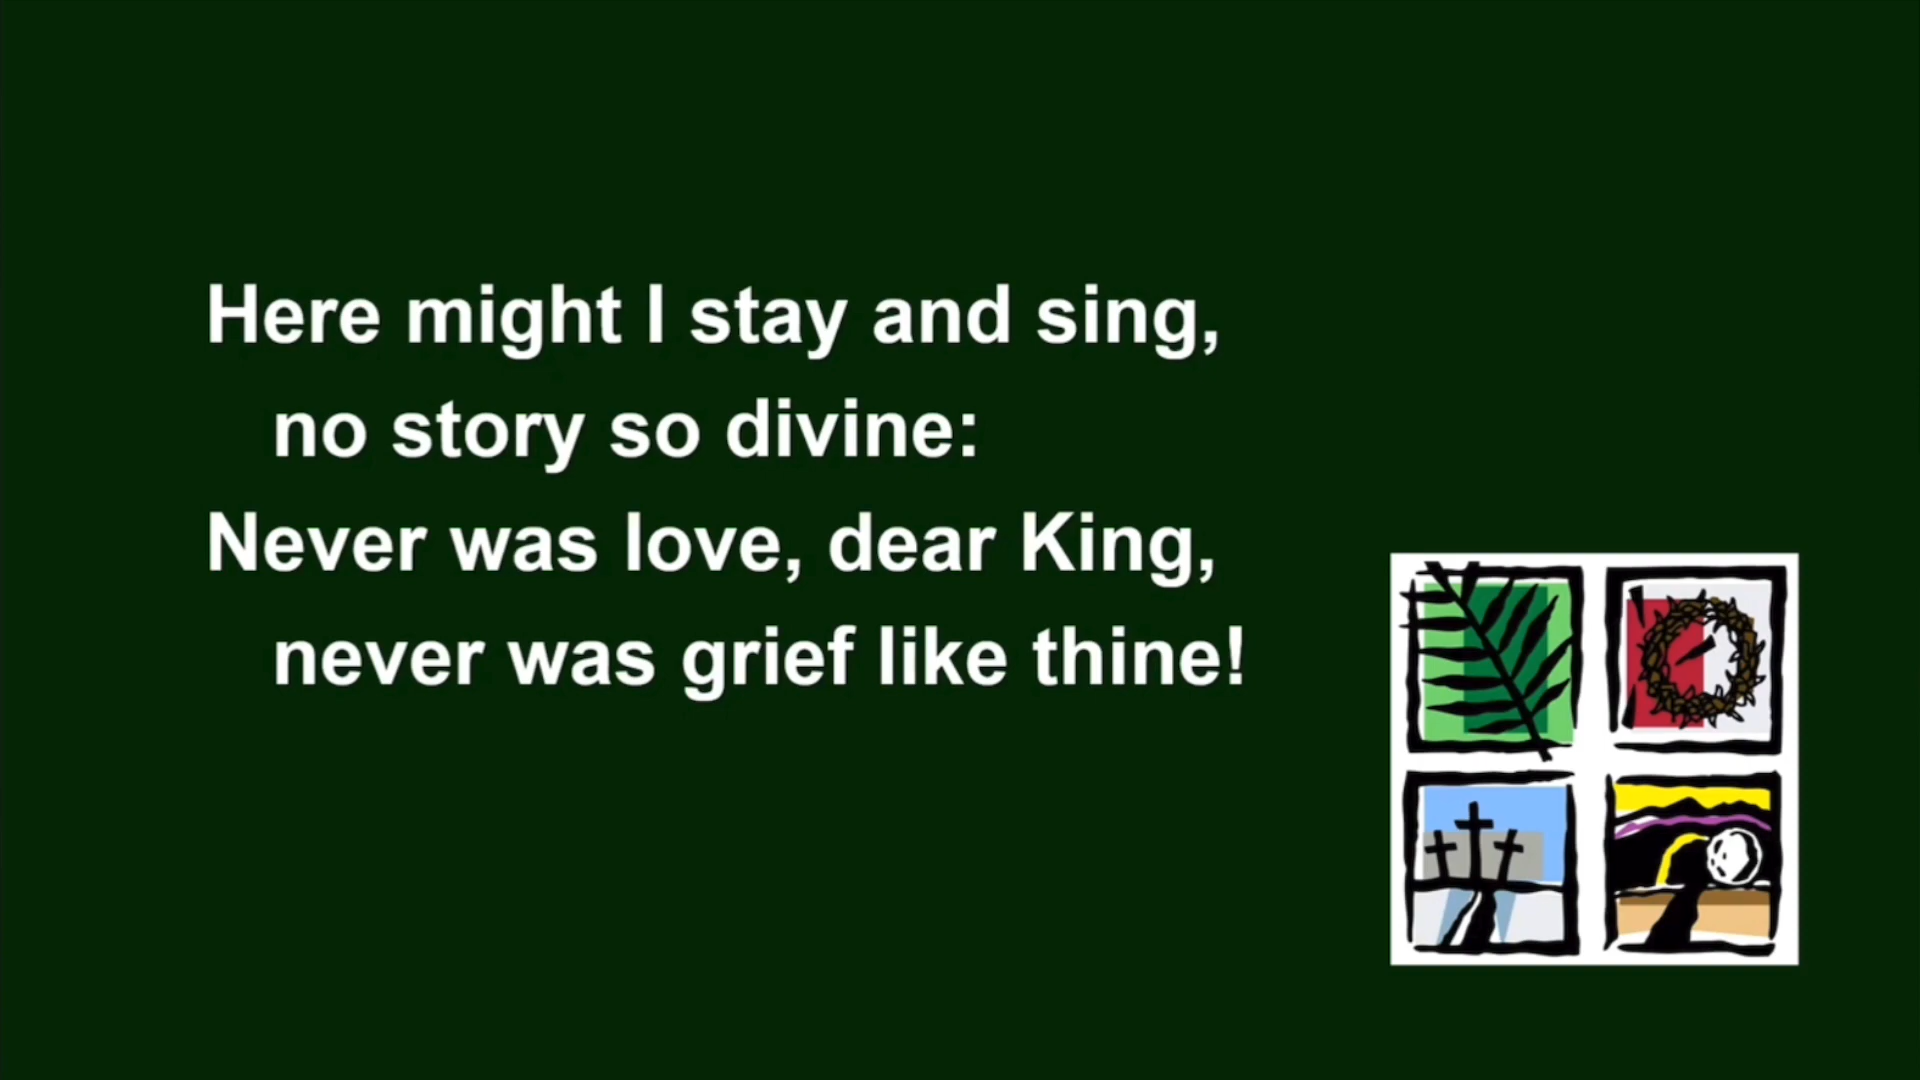 Here might I stay and sing,
no story so divine:
Never was love, dear King,
never was grief like thine!